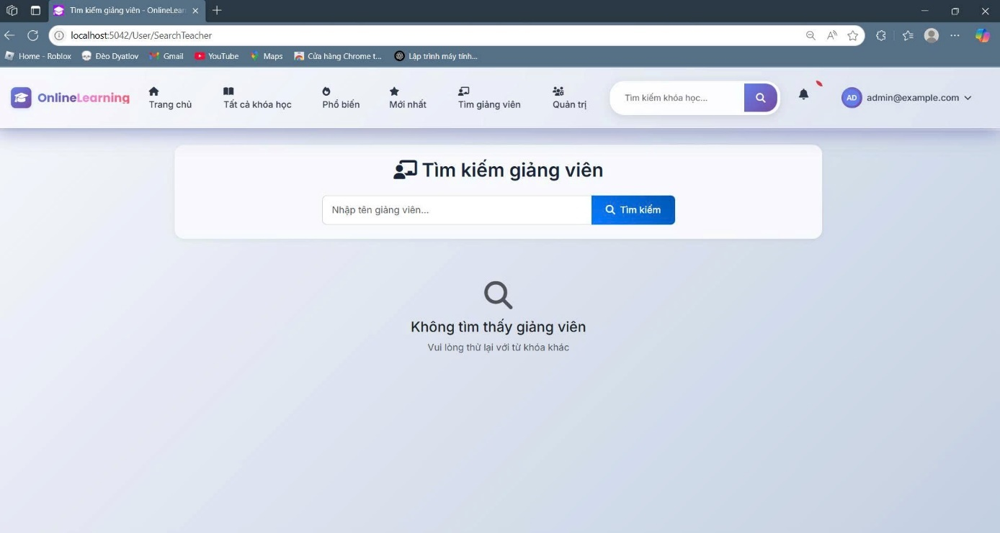 Tìm kiếm giảng viên - OnlineLear
localhost:5042/User/SearchTeacher
Home - Roblox
Đèo Dyatlov
Gmail
YouTube
Maps
Cửa hàng Chrome t...
Lập trình máy tính...
OnlineLearning
Trang chủ
Tất cả khóa học
Phổ biến
Mới nhất
Tìm giảng viên
Quản trị
Tìm kiếm khóa học...
AD
admin@example.com
Tìm kiếm giảng viên
Nhập tên giảng viên...
Tìm kiếm
Không tìm thấy giảng viên
Vui lòng thử lại với từ khóa khác